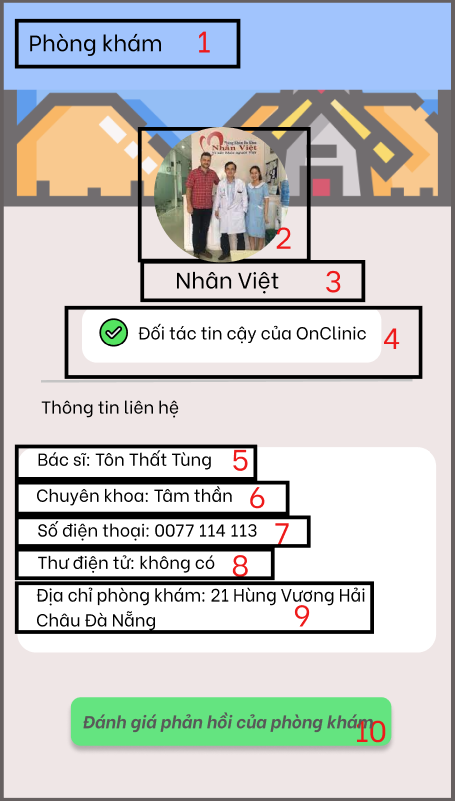 Phòng khám 1
Nhân Việt
2
Nhân Việt 3
Đối tác tin cậy của OnClinic 4
Thông tin liên hệ
Bác sĩ: Tôn Thất Tùng 5
Chuyên khoa: Tâm thần 6
Số điện thoại: 0077 114 113 7
Thư điện tử: không có 8
Địa chỉ phòng khám: 21 Hùng Vương Hải
Châu Đà Nẵng 9
Đánh giá phản hồi của phòng khám 10